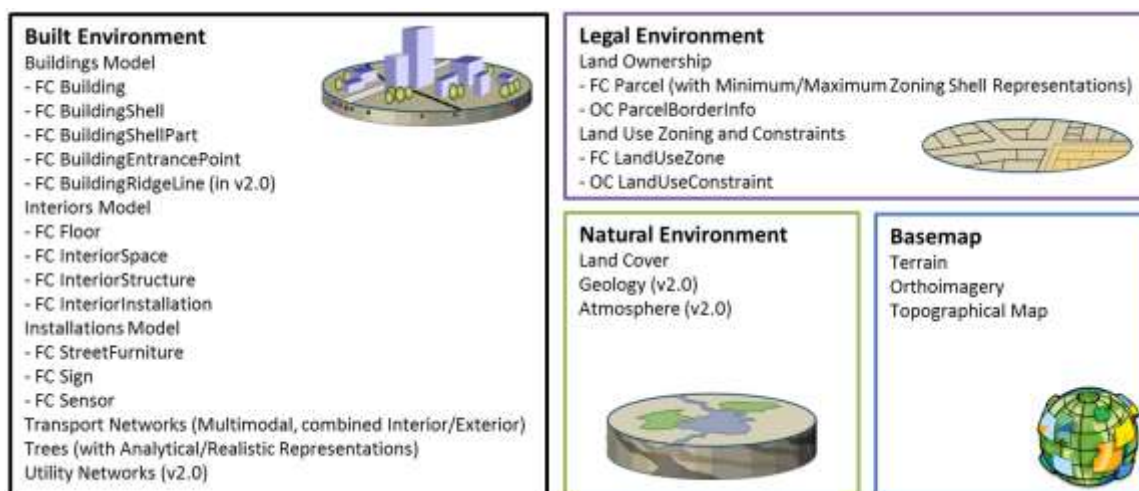 Built Environment
Buildings Model
- FC Building
- FC BuildingShell
- FC BuildingShellPart
- FC BuildingEntrancePoint
- FC BuildingRidgeLine (in v2.0)
Interiors Model
- FC Floor
- FC InteriorSpace
- FC InteriorStructure
- FC InteriorInstallation
Installations Model
- FC StreetFurniture
- FC Sign
- FC Sensor
Transport Networks (Multimodal, combined Interior/Exterior)
Trees (with Analytical/Realistic Representations)
Utility Networks (v2.0)
Legal Environment
Land Ownership
- FC Parcel (with Minimum/Maximum Zoning Shell Representations)
- OC ParcelBorderInfo
Land Use Zoning and Constraints
- FC LandUseZone
- OC LandUseConstraint
Natural Environment
Land Cover
Geology (v2.0)
Atmosphere (v2.0)
Basemap
Terrain
Orthoimagery
Topographical Map